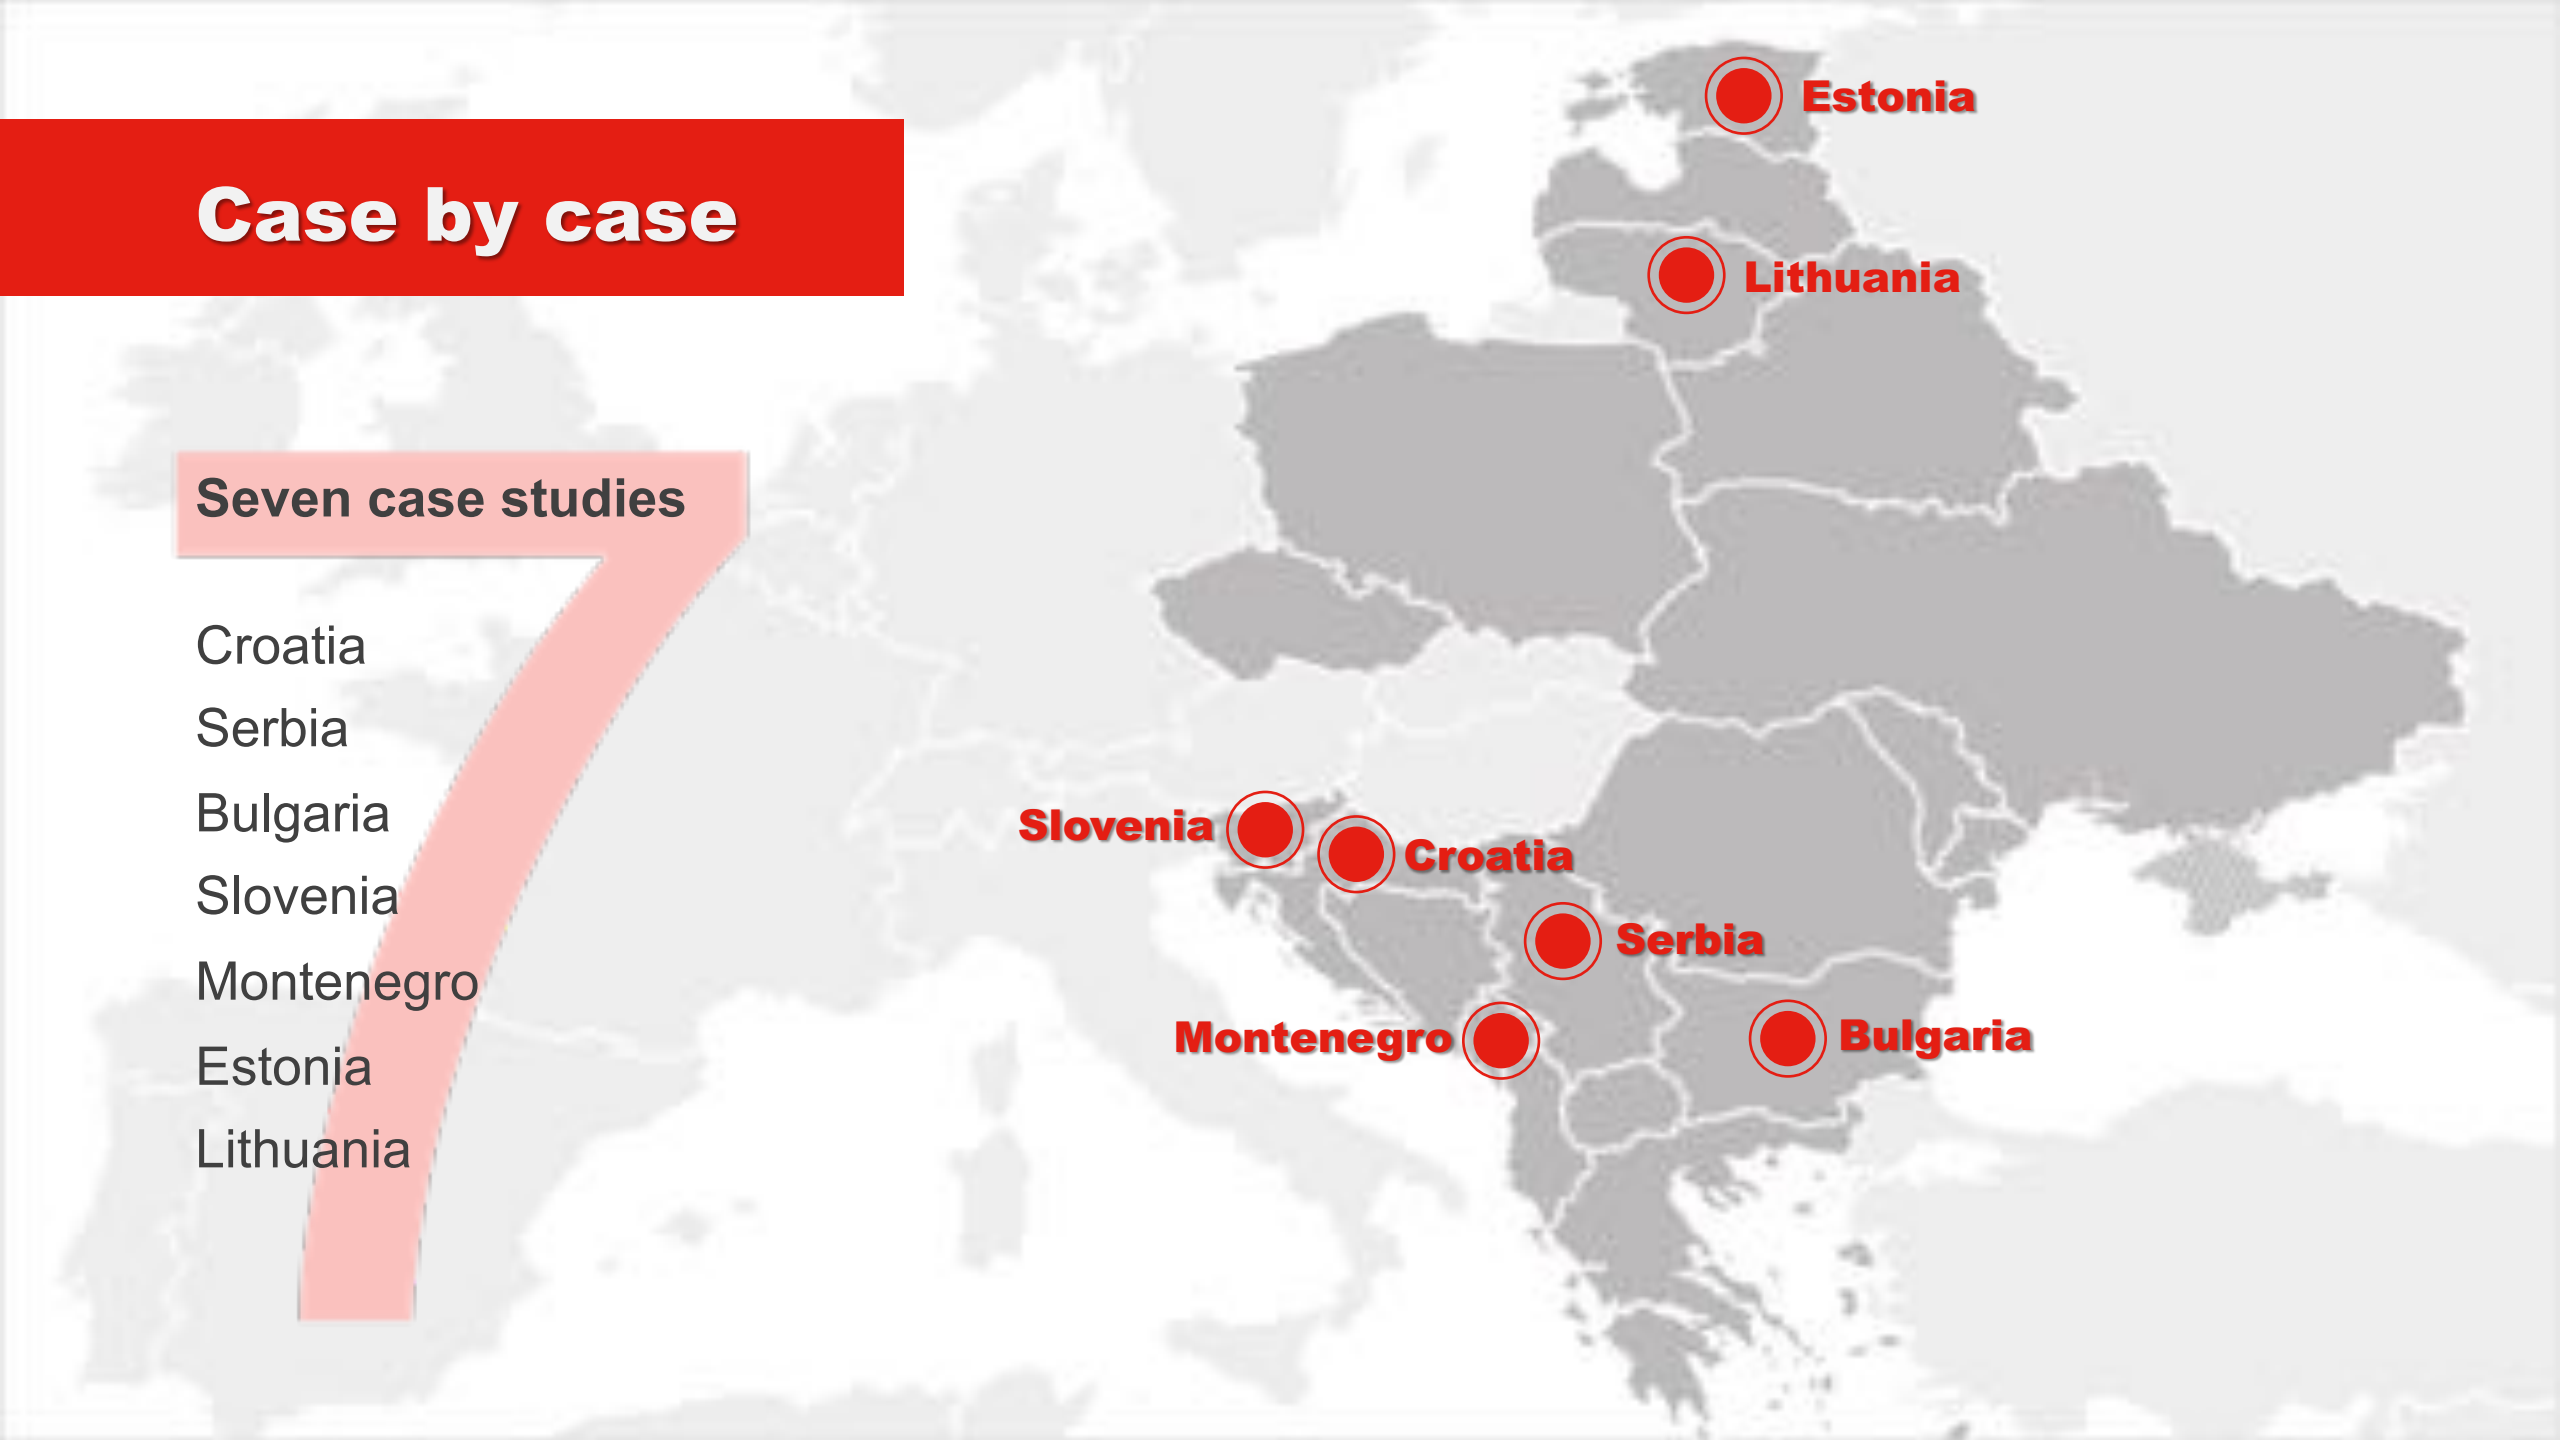 Case by case
7
Seven case studies
Croatia
Serbia
Bulgaria
Slovenia
Montenegro
Estonia
Lithuania
Estonia
Lithuania
Slovenia
Croatia
Serbia
Montenegro
Bulgaria